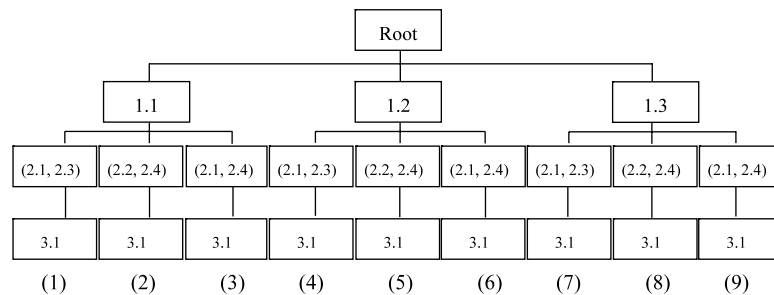 Root
1.1 1.2 1.3
(2.1, 2.3) (2.2, 2.4) (2.1, 2.4) (2.1, 2.3) (2.2, 2.4) (2.1, 2.4) (2.1, 2.3) (2.2, 2.4) (2.1, 2.4)
3.1 3.1 3.1 3.1 3.1 3.1 3.1 3.1 3.1
(1) (2) (3) (4) (5) (6) (7) (8) (9)